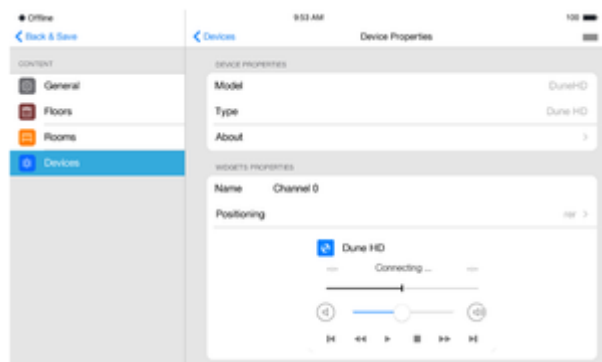 Offline
9:53 AM
100
Back & Save
Devices
Device Properties
CONTENT
General
Floors
Rooms
Devices
DEVICE PROPERTIES
Model DuneHD
Type Dune HD
About
WIDGETS PROPERTIES
Name Channel 0
Positioning
Dune HD
Connecting ...